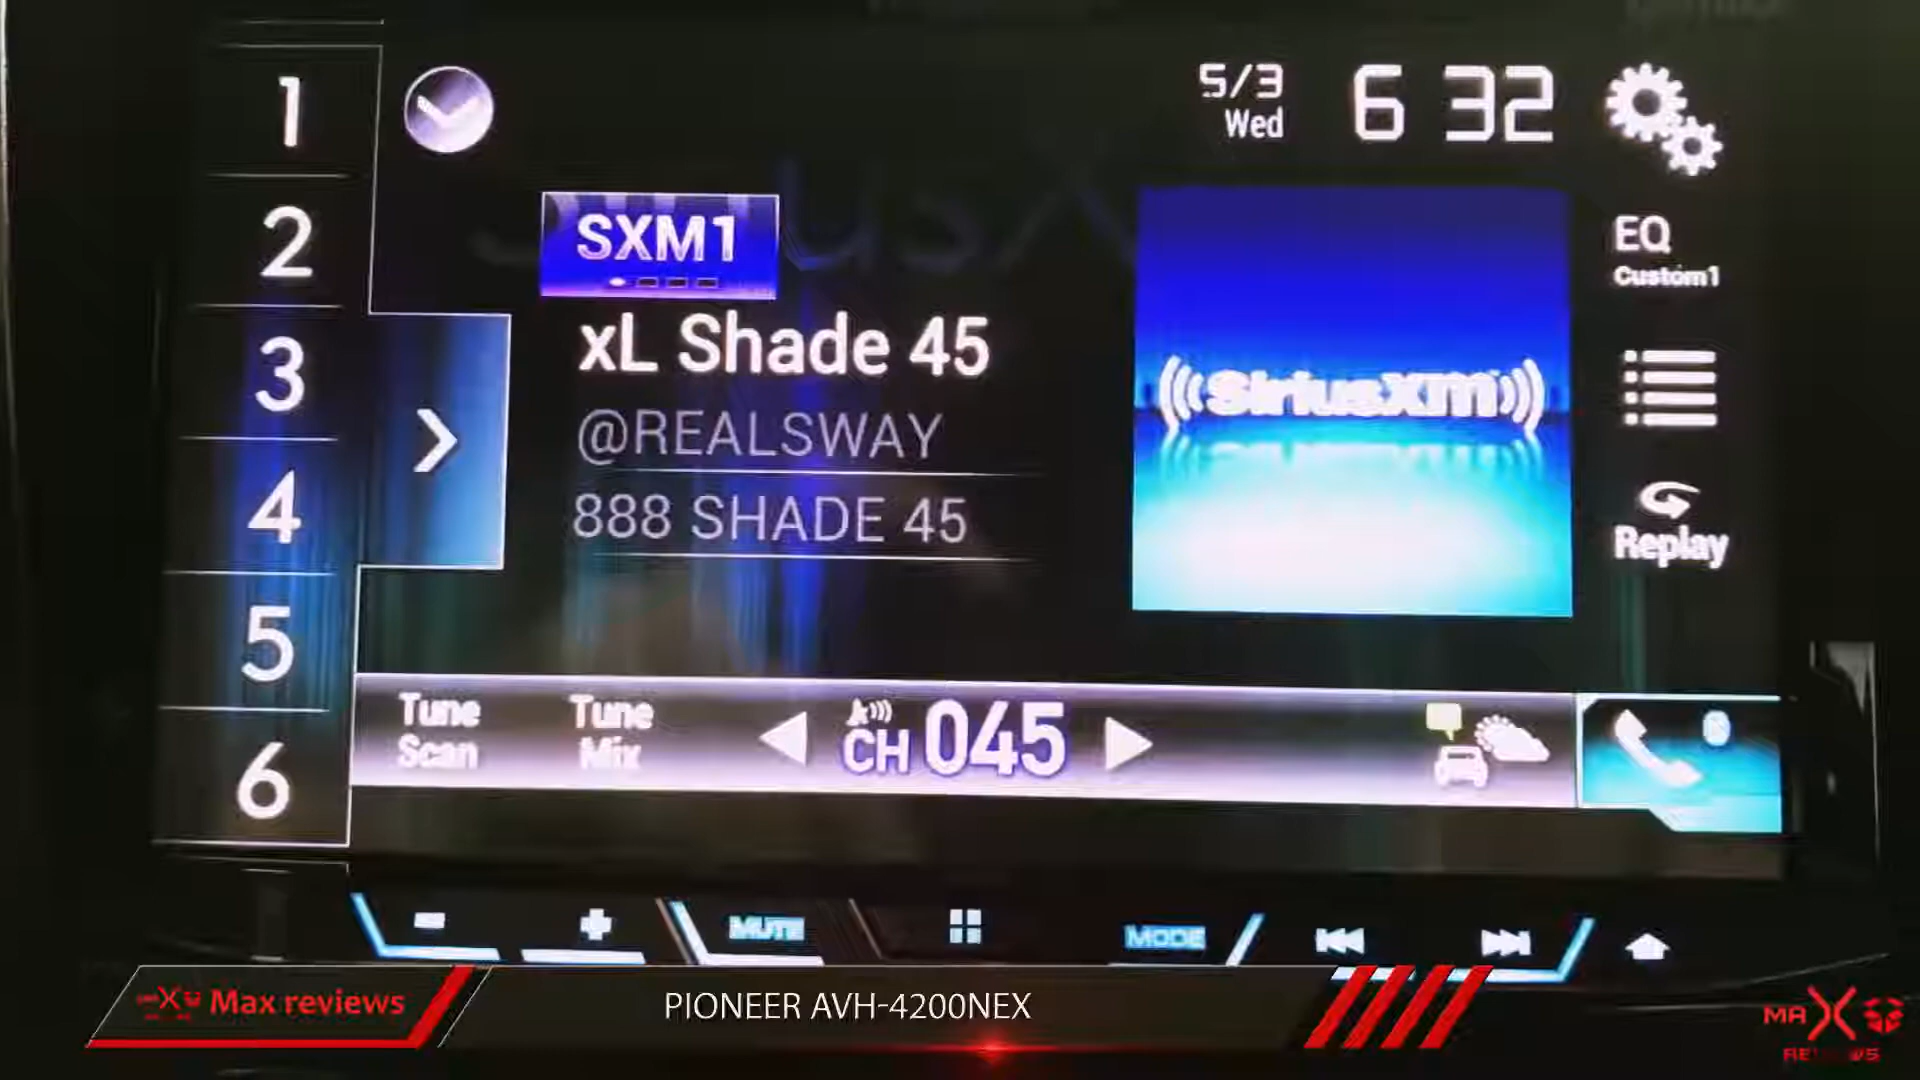 1
2
3
4
5
6
5/3
Wed
6 32
SXM1
xL Shade 45
@REALSWAY
888 SHADE 45
SiriusXM
EQ
Custom1
Replay
Tune
Scan
Tune
Mix
CH 045
MUTE
MODE
Max reviews
PIONEER AVH-4200NEX
MAX
REVIEWS